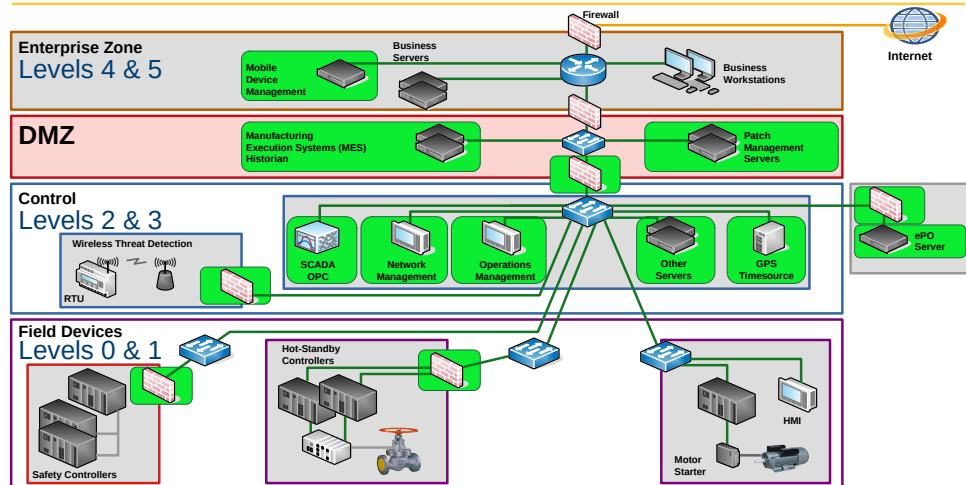 Firewall
Internet
Enterprise Zone
Levels 4 & 5
Mobile
Device
Management
Business
Servers
Business
Workstations
DMZ
Manufacturing
Execution Systems (MES)
Historian
Patch
Management
Servers
Control
Levels 2 & 3
Wireless Threat Detection
RTU
SCADA
OPC
Network
Management
Operations
Management
Other
Servers
GPS
Timesource
ePO
Server
Field Devices
Levels 0 & 1
Safety Controllers
Hot-Standby
Controllers
HMI
Motor
Starter